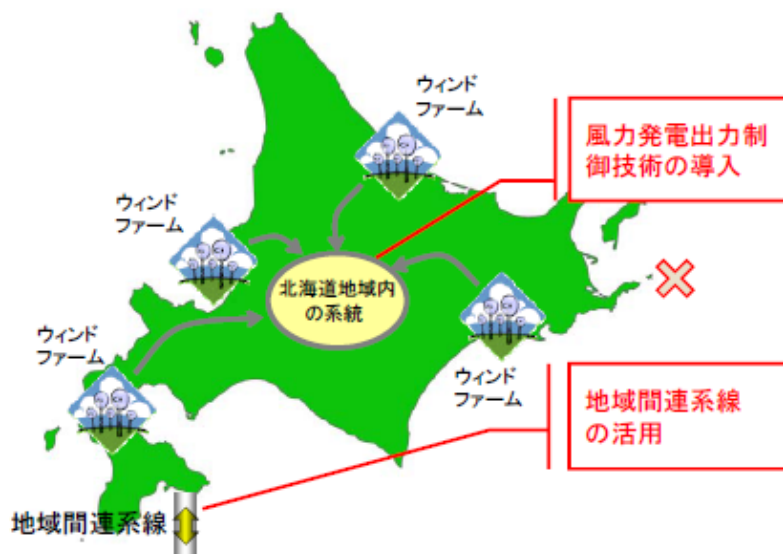 ウィンド
ファーム
風力発電出力制
御技術の導入
ウィンド
ファーム
北海道地域内
の系統
ウィンド
ファーム
ウィンド
ファーム
地域間連系線
の活用
地域間連系線